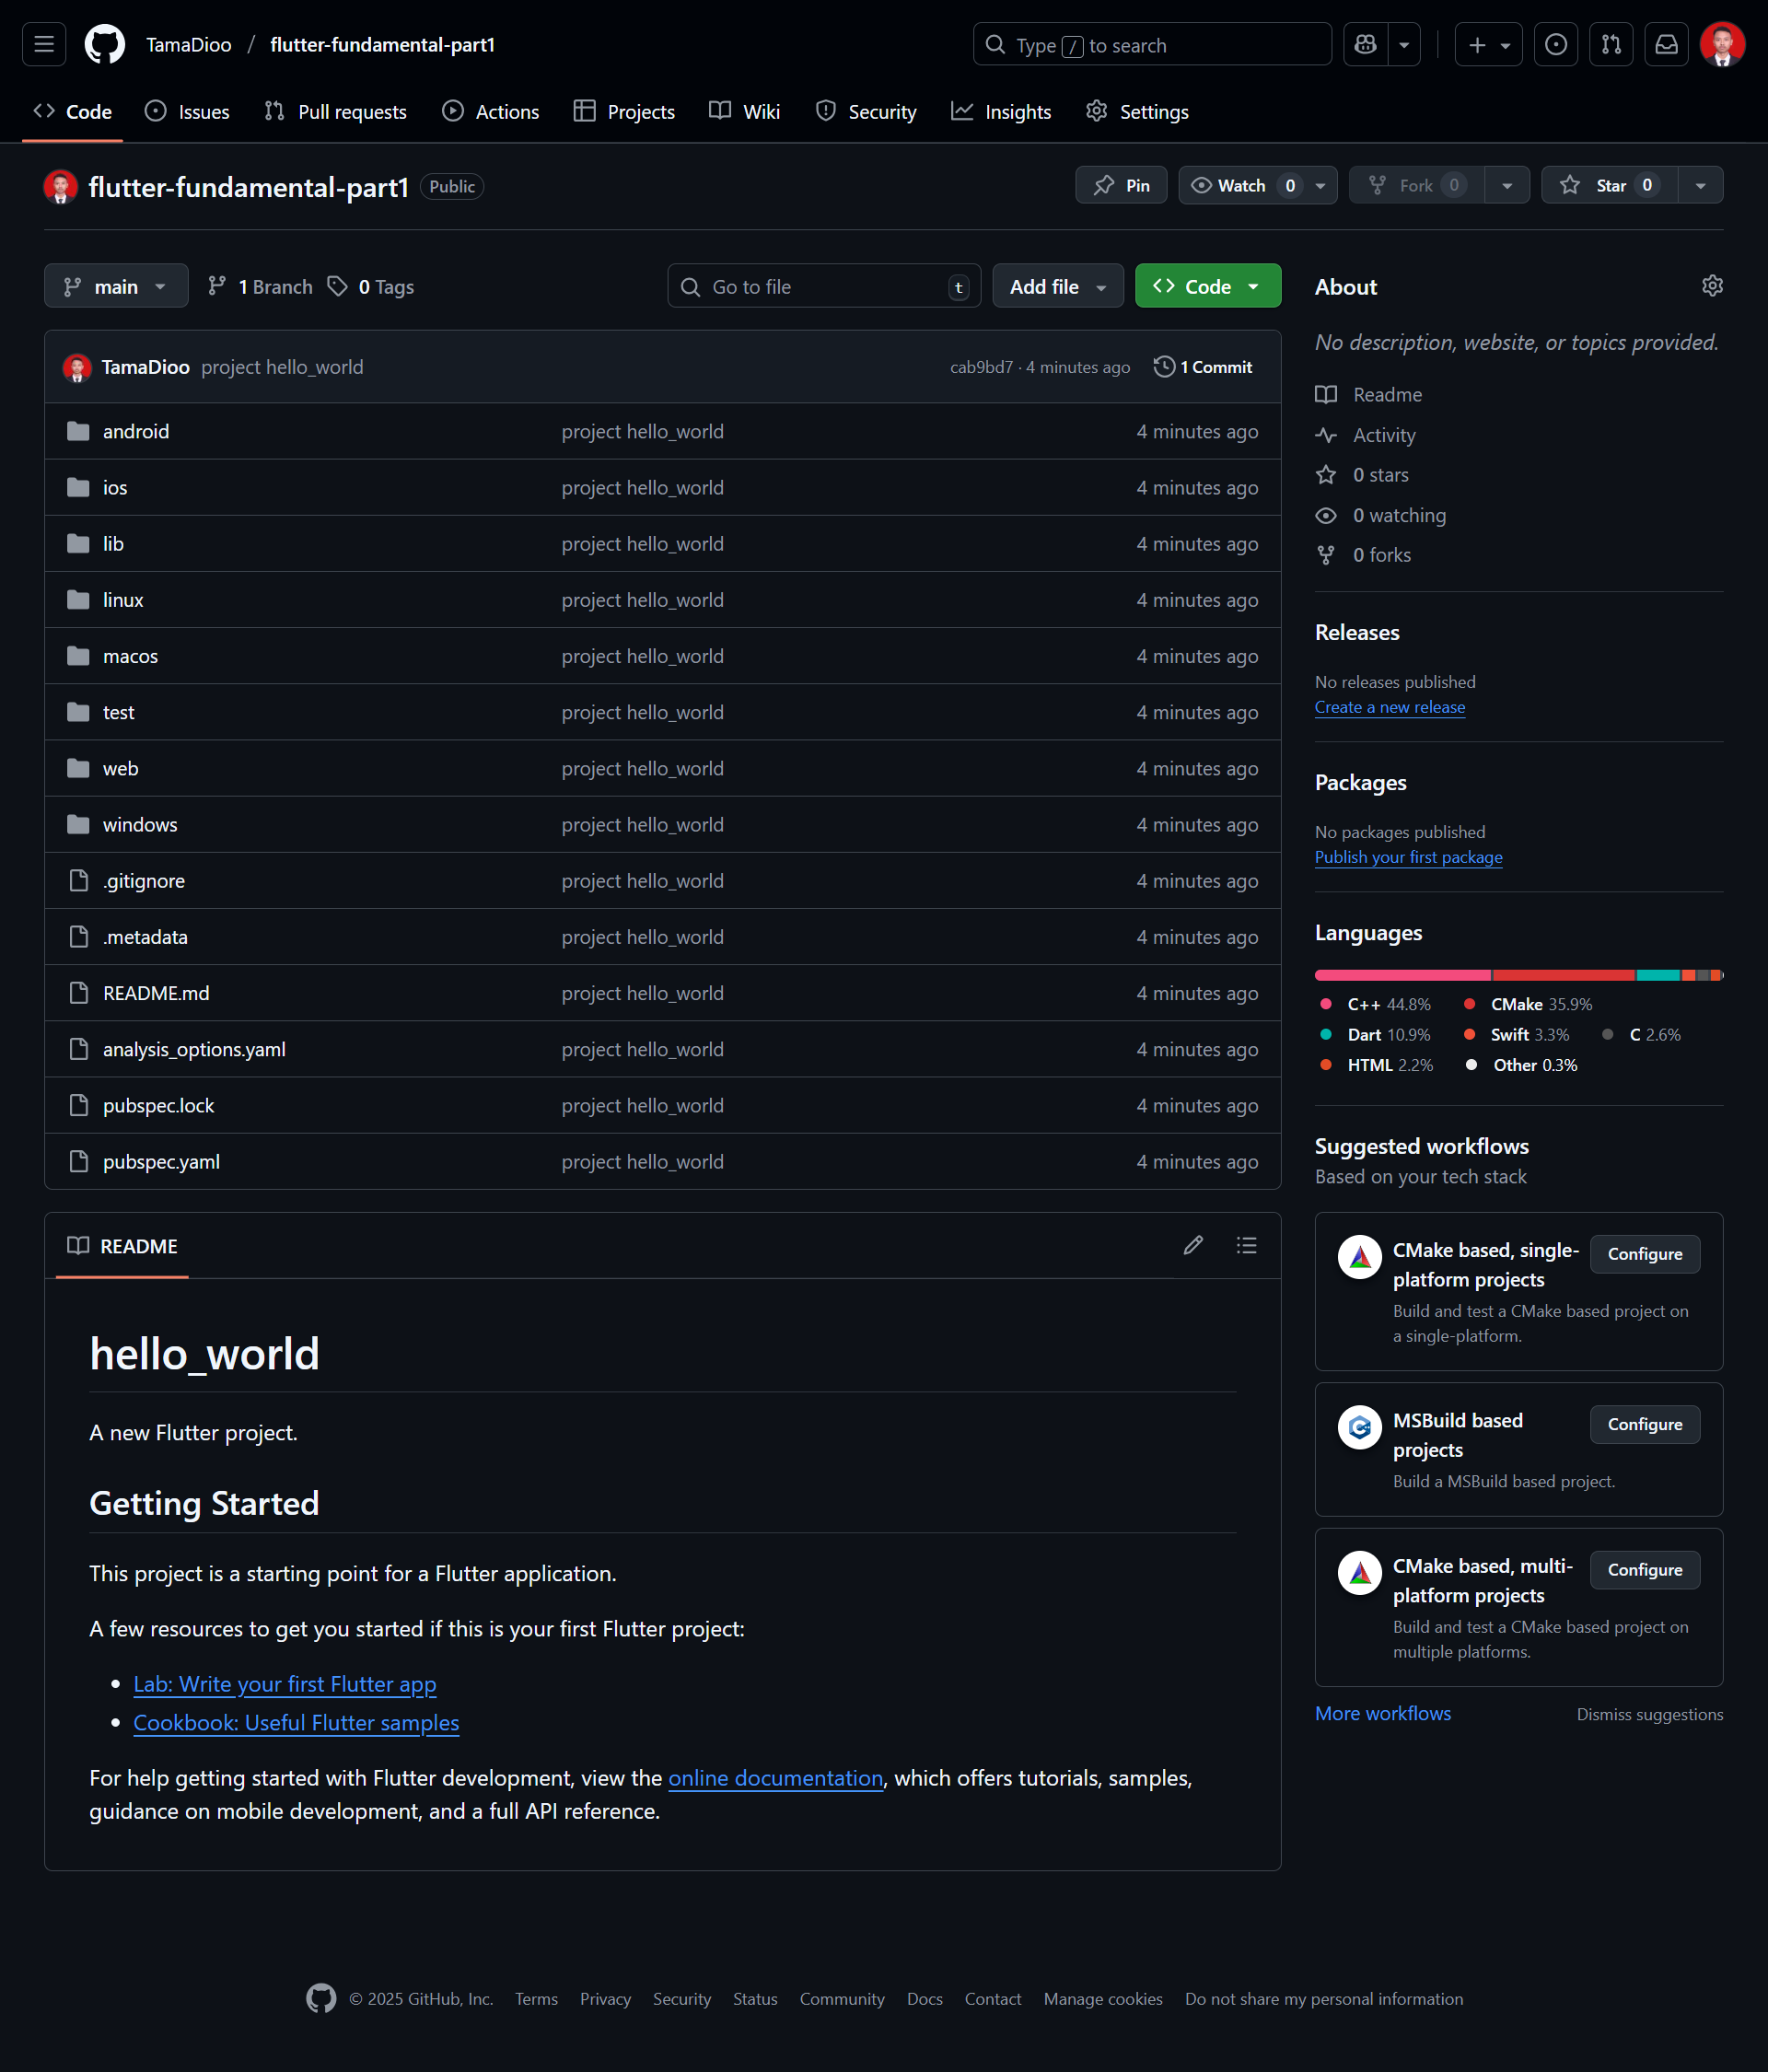 TamaDioo / flutter-fundamental-part1
Type / to search
Code Issues Pull requests Actions Projects Wiki Security Insights Settings
flutter-fundamental-part1 Public
Pin Watch 0 Fork 0 Star 0
main 1 Branch 0 Tags
Go to file t Add file Code
TamaDioo project hello_world cab9bd7 · 4 minutes ago 1 Commit
android project hello_world 4 minutes ago
ios project hello_world 4 minutes ago
lib project hello_world 4 minutes ago
linux project hello_world 4 minutes ago
macos project hello_world 4 minutes ago
test project hello_world 4 minutes ago
web project hello_world 4 minutes ago
windows project hello_world 4 minutes ago
.gitignore project hello_world 4 minutes ago
.metadata project hello_world 4 minutes ago
README.md project hello_world 4 minutes ago
analysis_options.yaml project hello_world 4 minutes ago
pubspec.lock project hello_world 4 minutes ago
pubspec.yaml project hello_world 4 minutes ago
README
hello_world
A new Flutter project.
Getting Started
This project is a starting point for a Flutter application.
A few resources to get you started if this is your first Flutter project:
Lab: Write your first Flutter app
Cookbook: Useful Flutter samples
For help getting started with Flutter development, view the online documentation, which offers tutorials, samples,
guidance on mobile development, and a full API reference.
About
No description, website, or topics provided.
Readme
Activity
0 stars
0 watching
0 forks
Releases
No releases published
Create a new release
Packages
No packages published
Publish your first package
Languages
C++ 44.8% CMake 35.9%
Dart 10.9% Swift 3.3% C 2.6%
HTML 2.2% Other 0.3%
Suggested workflows
Based on your tech stack
CMake based, single-
platform projects
Configure
Build and test a CMake based project on
a single-platform.
MSBuild based
projects
Configure
Build a MSBuild based project.
CMake based, multi-
platform projects
Configure
Build and test a CMake based project on
multiple platforms.
More workflows Dismiss suggestions
© 2025 GitHub, Inc. Terms Privacy Security Status Community Docs Contact Manage cookies Do not share my personal information